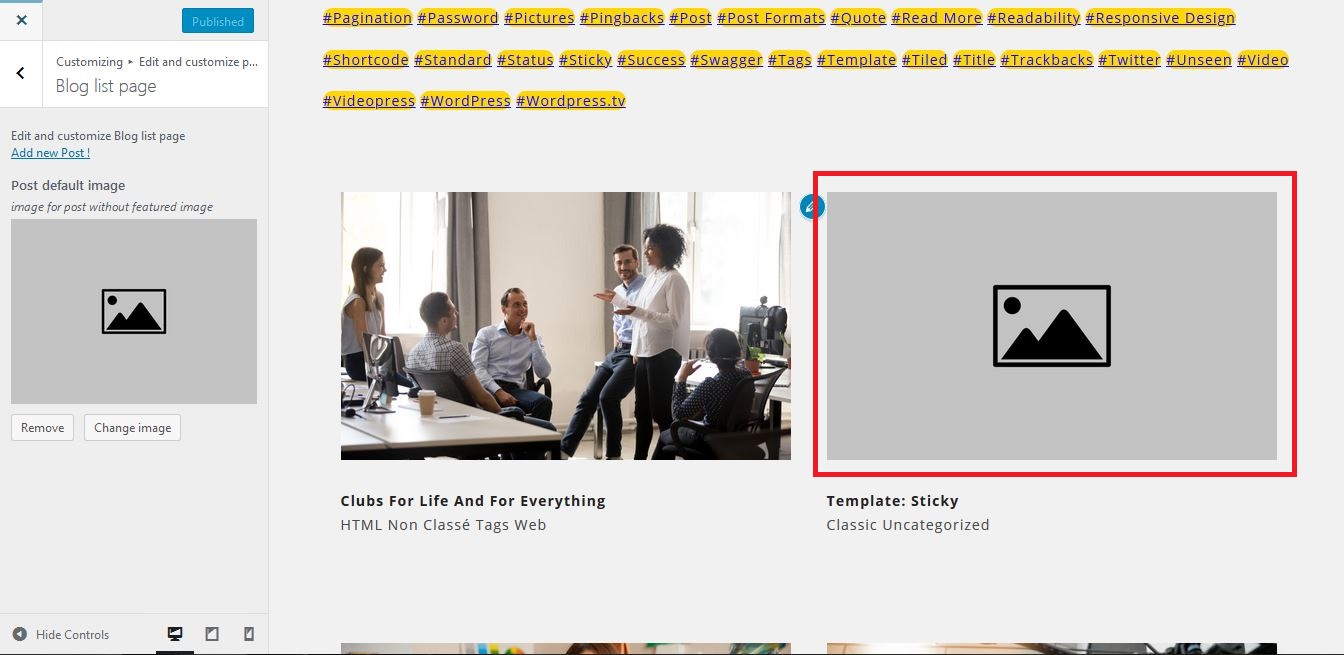 Published
Customizing ▸ Edit and customize p...
Blog list page
Edit and customize Blog list page
Add new Post !
Post default image
image for post without featured image
Remove
Change image
Hide Controls
#Pagination #Password #Pictures #Pingbacks #Post #Post Formats #Quote #Read More #Readability #Responsive Design
#Shortcode #Standard #Status #Sticky #Success #Swagger #Tags #Template #Tiled #Title #Trackbacks #Twitter #Unseen #Video
#Videopress #WordPress #Wordpress.tv
Clubs For Life And For Everything
HTML Non Classé Tags Web
Template: Sticky
Classic Uncategorized